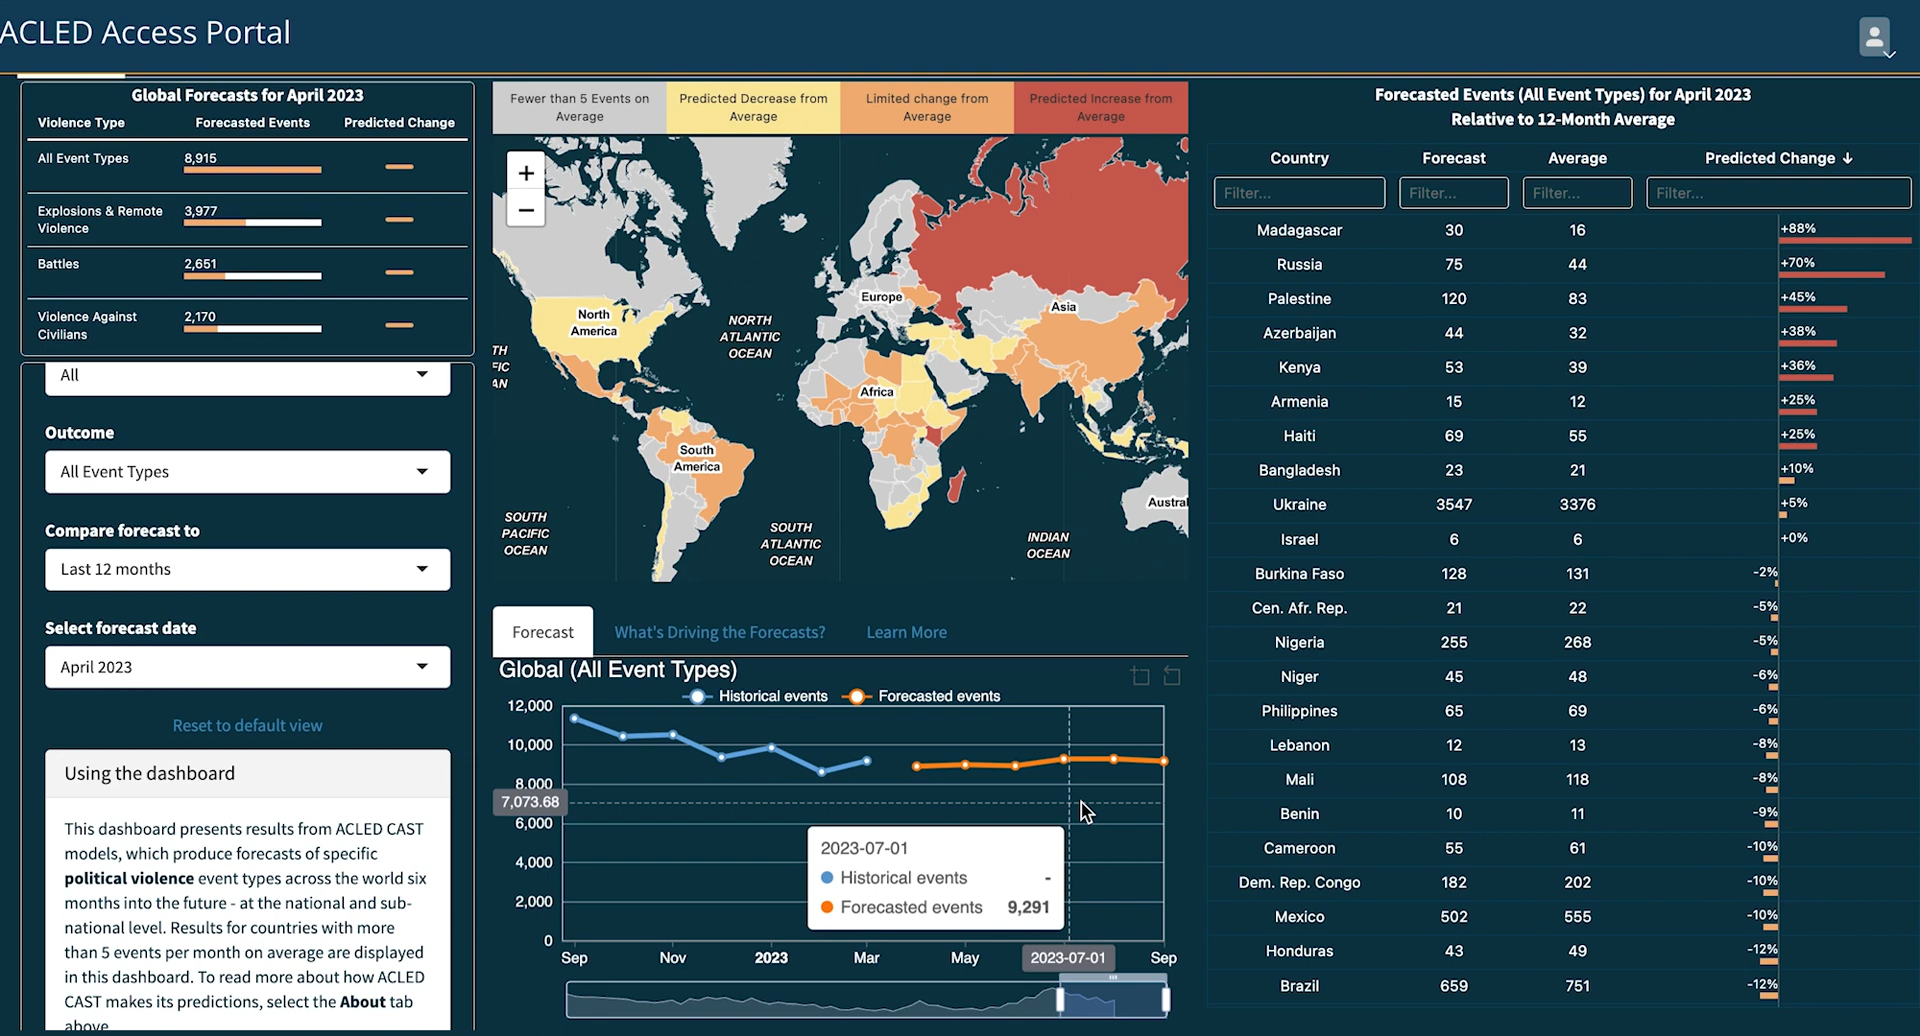 ACLED Access Portal
Global Forecasts for April 2023
Violence Type Forecasted Events Predicted Change
All Event Types 8,915
Explosions & Remote Violence 3,977
Battles 2,651
Violence Against Civilians 2,170
All
Outcome
All Event Types
Compare forecast to
Last 12 months
Select forecast date
April 2023
Reset to default view
Using the dashboard
This dashboard presents results from ACLED CAST
models, which produce forecasts of specific
political violence event types across the world six
months into the future - at the national and sub-
national level. Results for countries with more
than 5 events per month on average are displayed
in this dashboard. To read more about how ACLED
CAST makes its predictions, select the About tab
above
Fewer than 5 Events on Average
Predicted Decrease from Average
Limited change from Average
Predicted Increase from Average
+
−
North America
NORTH ATLANTIC OCEAN
Europe
Asia
TH
FIC
AN
Africa
South America
SOUTH PACIFIC OCEAN
SOUTH ATLANTIC OCEAN
INDIAN OCEAN
Austral
Forecast What's Driving the Forecasts? Learn More
Global (All Event Types)
Historical events Forecasted events
12,000
10,000
8,000
7,073.68
6,000
4,000
2,000
0
2023-07-01
Historical events -
Forecasted events 9,291
Sep Nov 2023 Mar May 2023-07-01 Sep
Forecasted Events (All Event Types) for April 2023
Relative to 12-Month Average
Country Forecast Average Predicted Change ↓
Filter... Filter... Filter... Filter...
Madagascar 30 16 +88%
Russia 75 44 +70%
Palestine 120 83 +45%
Azerbaijan 44 32 +38%
Kenya 53 39 +36%
Armenia 15 12 +25%
Haiti 69 55 +25%
Bangladesh 23 21 +10%
Ukraine 3547 3376 +5%
Israel 6 6 +0%
Burkina Faso 128 131 -2%
Cen. Afr. Rep. 21 22 -5%
Nigeria 255 268 -5%
Niger 45 48 -6%
Philippines 65 69 -6%
Lebanon 12 13 -8%
Mali 108 118 -8%
Benin 10 11 -9%
Cameroon 55 61 -10%
Dem. Rep. Congo 182 202 -10%
Mexico 502 555 -10%
Honduras 43 49 -12%
Brazil 659 751 -12%